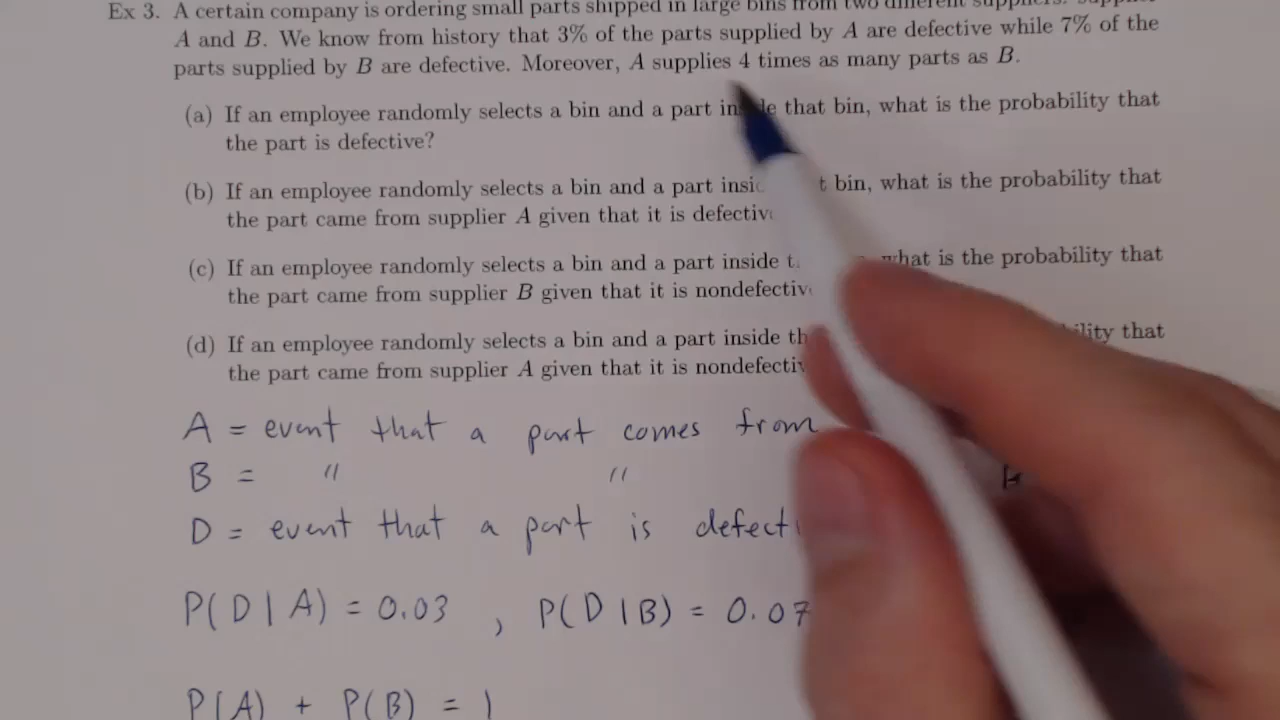 Ex 3. A certain company is ordering small parts shipped in large bins from two different suppliers:
A and B. We know from history that 3% of the parts supplied by A are defective while 7% of the
parts supplied by B are defective. Moreover, A supplies 4 times as many parts as B.
(a) If an employee randomly selects a bin and a part inside that bin, what is the probability that
the part is defective?
(b) If an employee randomly selects a bin and a part bin, what is the probability that
the part came from supplier A given that it is
(c) If an employee randomly selects a bin and a part inside what is the probability that
the part came from supplier B given that it is
(d) If an employee randomly selects a bin and a part inside that
the part came from supplier A given that it is
A = event that a part comes from
B = " "
D = event that a part is
P(D | A) = 0.03 , P(D | B) = 0.07
P(A) + P(B) = 1